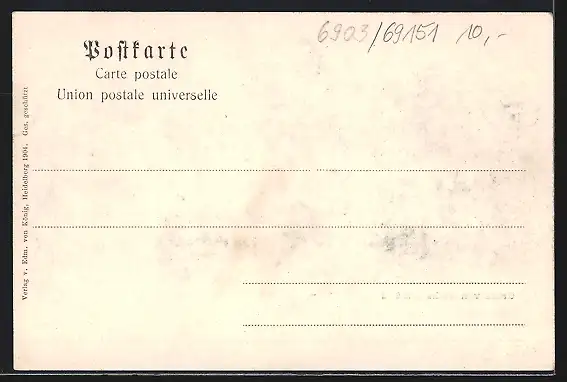 6903/69151 10,-
Postkarte
Carte postale
Union postale universelle
Verlag v. Edm. von König, Heidelberg 1904. Ges. geschützt